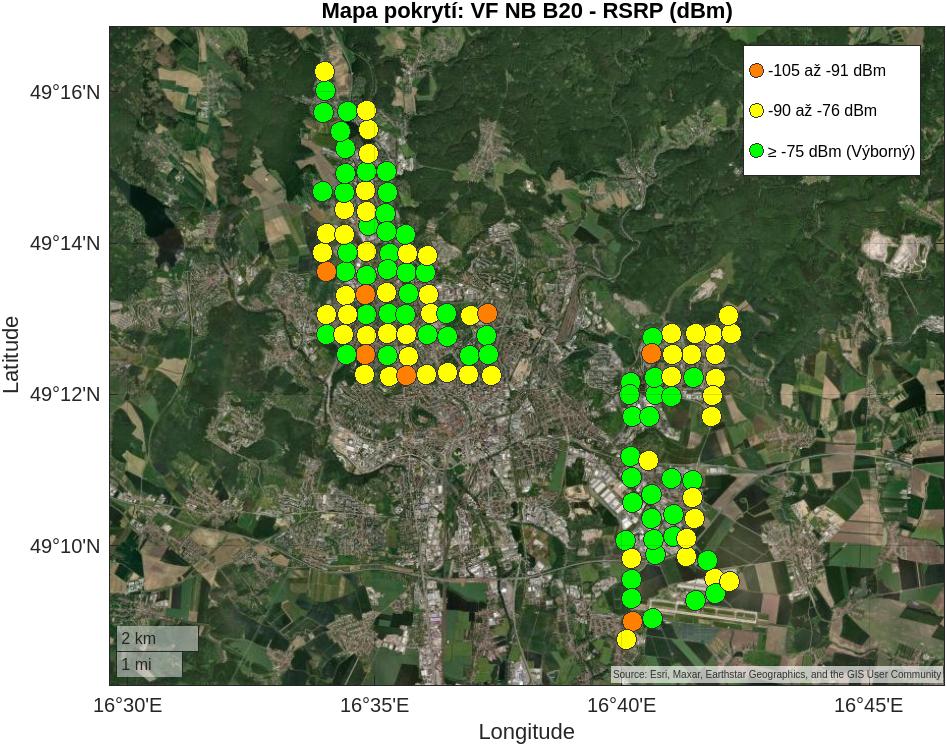 Mapa pokrytí: VF NB B20 - RSRP (dBm)
-105 až -91 dBm
-90 až -76 dBm
≥ -75 dBm (Výborný)
49°16'N
49°14'N
49°12'N
49°10'N
Latitude
2 km
1 mi
Source: Esri, Maxar, Earthstar Geographics, and the GIS User Community
16°30'E
16°35'E
16°40'E
16°45'E
Longitude